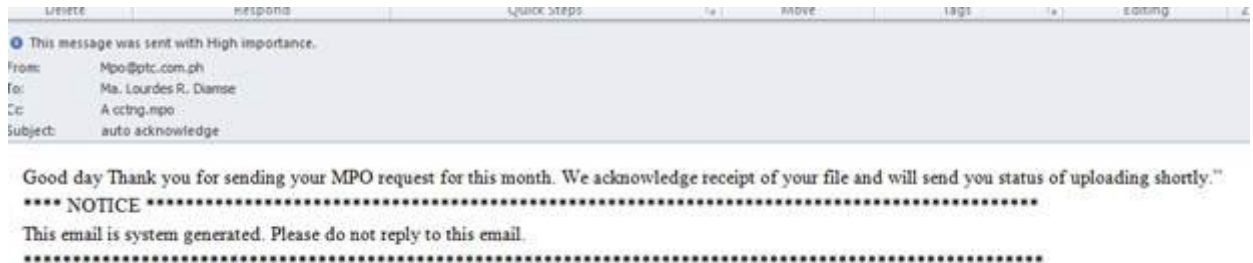 Delete Respond Quick Steps Move Tags Editing
This message was sent with High importance.
From: Mpo@ptc.com.ph
To: Ma. Lourdes R. Diamse
Cc: A cctng.mpo
Subject: auto acknowledge
Good day Thank you for sending your MPO request for this month. We acknowledge receipt of your file and will send you status of uploading shortly.”
**** NOTICE ******************************************************************************************
This email is system generated. Please do not reply to this email.
*********************************************************************************************************